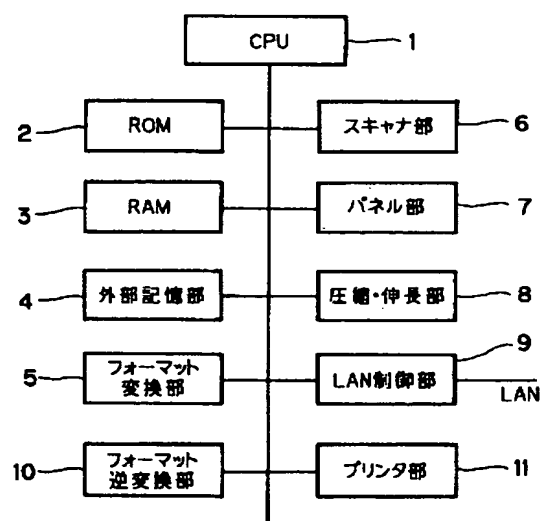 CPU
1
2
ROM
スキャナ部
6
3
RAM
パネル部
7
4
外部記憶部
圧縮・伸長部
8
9
5
フォーマット
変換部
LAN制御部
LAN
10
フォーマット
逆変換部
プリンタ部
11